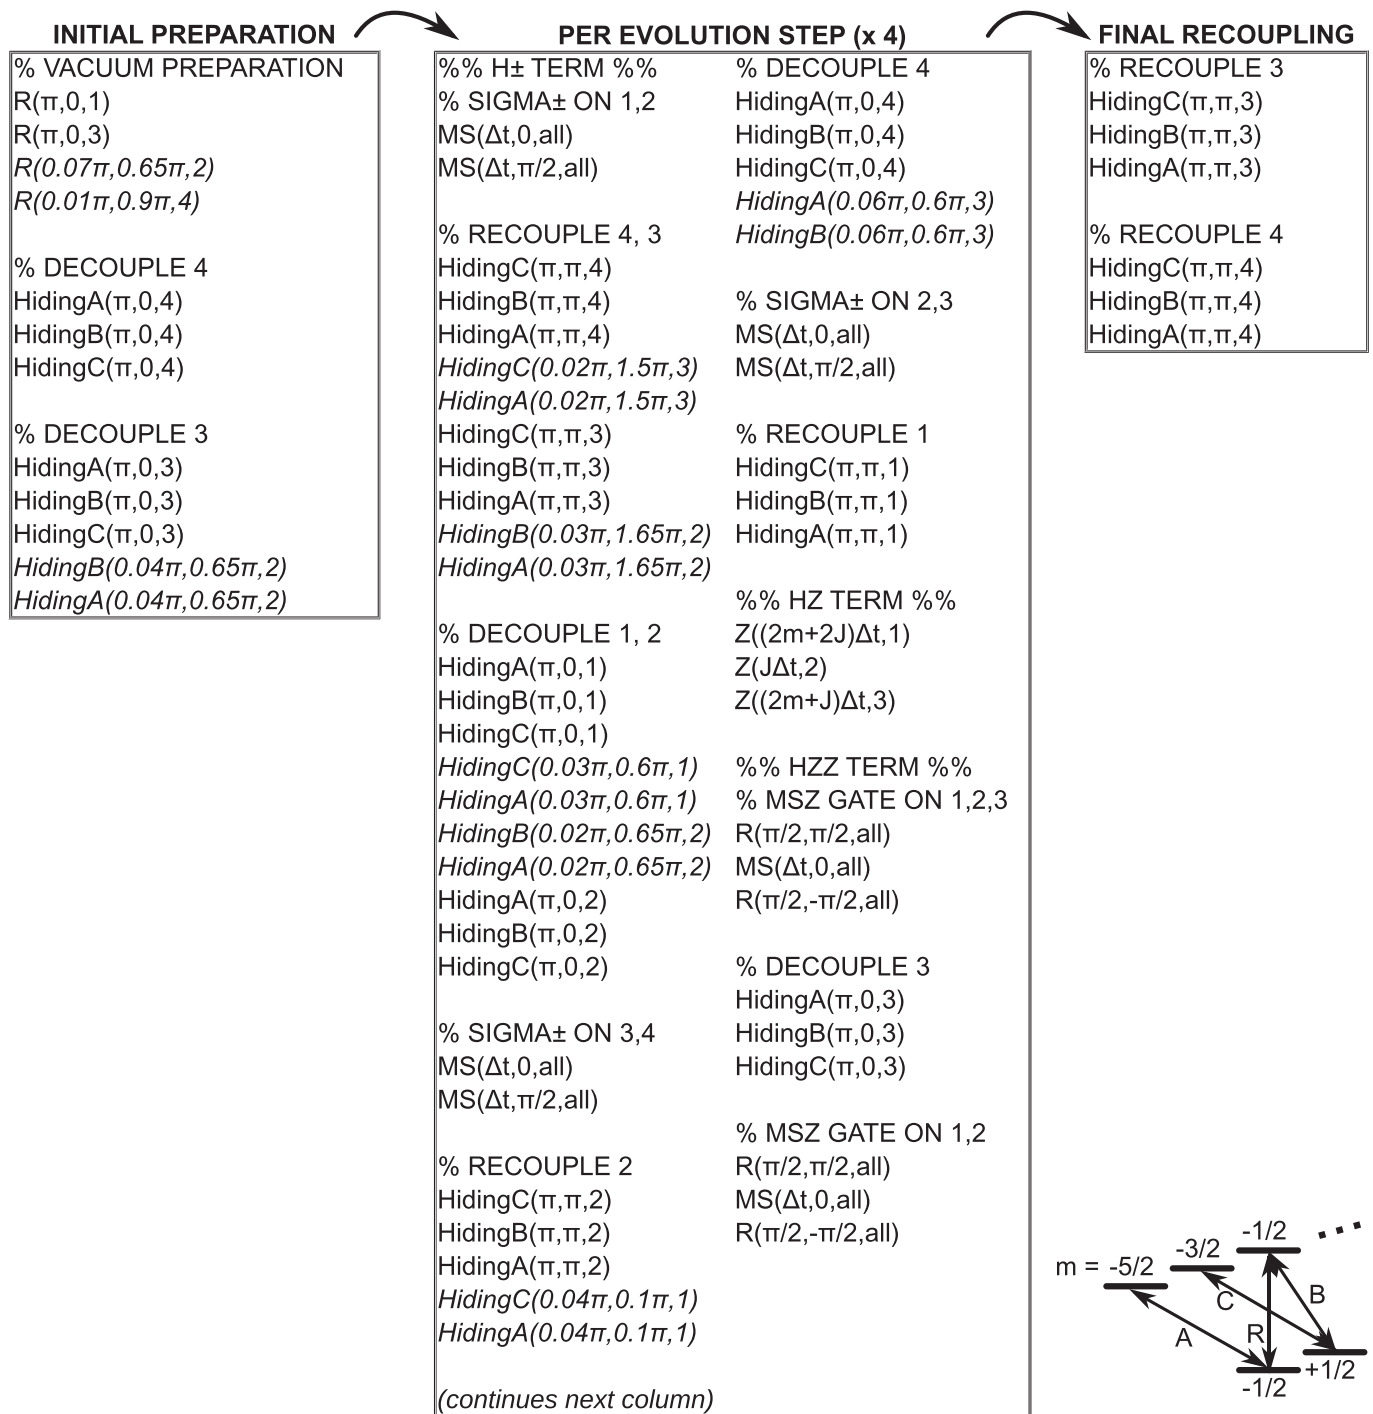 INITIAL PREPARATION
% VACUUM PREPARATION
R(π,0,1)
R(π,0,3)
R(0.07π,0.65π,2)
R(0.01π,0.9π,4)
% DECOUPLE 4
HidingA(π,0,4)
HidingB(π,0,4)
HidingC(π,0,4)
% DECOUPLE 3
HidingA(π,0,3)
HidingB(π,0,3)
HidingC(π,0,3)
HidingB(0.04π,0.65π,2)
HidingA(0.04π,0.65π,2)
PER EVOLUTION STEP (x 4)
%% H± TERM %%
% SIGMA± ON 1,2
MS(Δt,0,all)
MS(Δt,π/2,all)
% RECOUPLE 4, 3
HidingC(π,π,4)
HidingB(π,π,4)
HidingA(π,π,4)
HidingC(0.02π,1.5π,3)
HidingA(0.02π,1.5π,3)
HidingC(π,π,3)
HidingB(π,π,3)
HidingA(π,π,3)
HidingB(0.03π,1.65π,2)
HidingA(0.03π,1.65π,2)
% DECOUPLE 1, 2
HidingA(π,0,1)
HidingB(π,0,1)
HidingC(π,0,1)
HidingC(0.03π,0.6π,1)
HidingA(0.03π,0.6π,1)
HidingB(0.02π,0.65π,2)
HidingA(0.02π,0.65π,2)
HidingA(π,0,2)
HidingB(π,0,2)
HidingC(π,0,2)
% SIGMA± ON 3,4
MS(Δt,0,all)
MS(Δt,π/2,all)
% RECOUPLE 2
HidingC(π,π,2)
HidingB(π,π,2)
HidingA(π,π,2)
HidingC(0.04π,0.1π,1)
HidingA(0.04π,0.1π,1)
(continues next column)
% DECOUPLE 4
HidingA(π,0,4)
HidingB(π,0,4)
HidingC(π,0,4)
HidingA(0.06π,0.6π,3)
HidingB(0.06π,0.6π,3)
% SIGMA± ON 2,3
MS(Δt,0,all)
MS(Δt,π/2,all)
% RECOUPLE 1
HidingC(π,π,1)
HidingB(π,π,1)
HidingA(π,π,1)
%% HZ TERM %%
Z((2m+2J)Δt,1)
Z(JΔt,2)
Z((2m+J)Δt,3)
%% HZZ TERM %%
% MSZ GATE ON 1,2,3
R(π/2,π/2,all)
MS(Δt,0,all)
R(π/2,-π/2,all)
% DECOUPLE 3
HidingA(π,0,3)
HidingB(π,0,3)
HidingC(π,0,3)
% MSZ GATE ON 1,2
R(π/2,π/2,all)
MS(Δt,0,all)
R(π/2,-π/2,all)
FINAL RECOUPLING
% RECOUPLE 3
HidingC(π,π,3)
HidingB(π,π,3)
HidingA(π,π,3)
% RECOUPLE 4
HidingC(π,π,4)
HidingB(π,π,4)
HidingA(π,π,4)
m = -5/2 -3/2 -1/2
A C R B
-1/2 +1/2